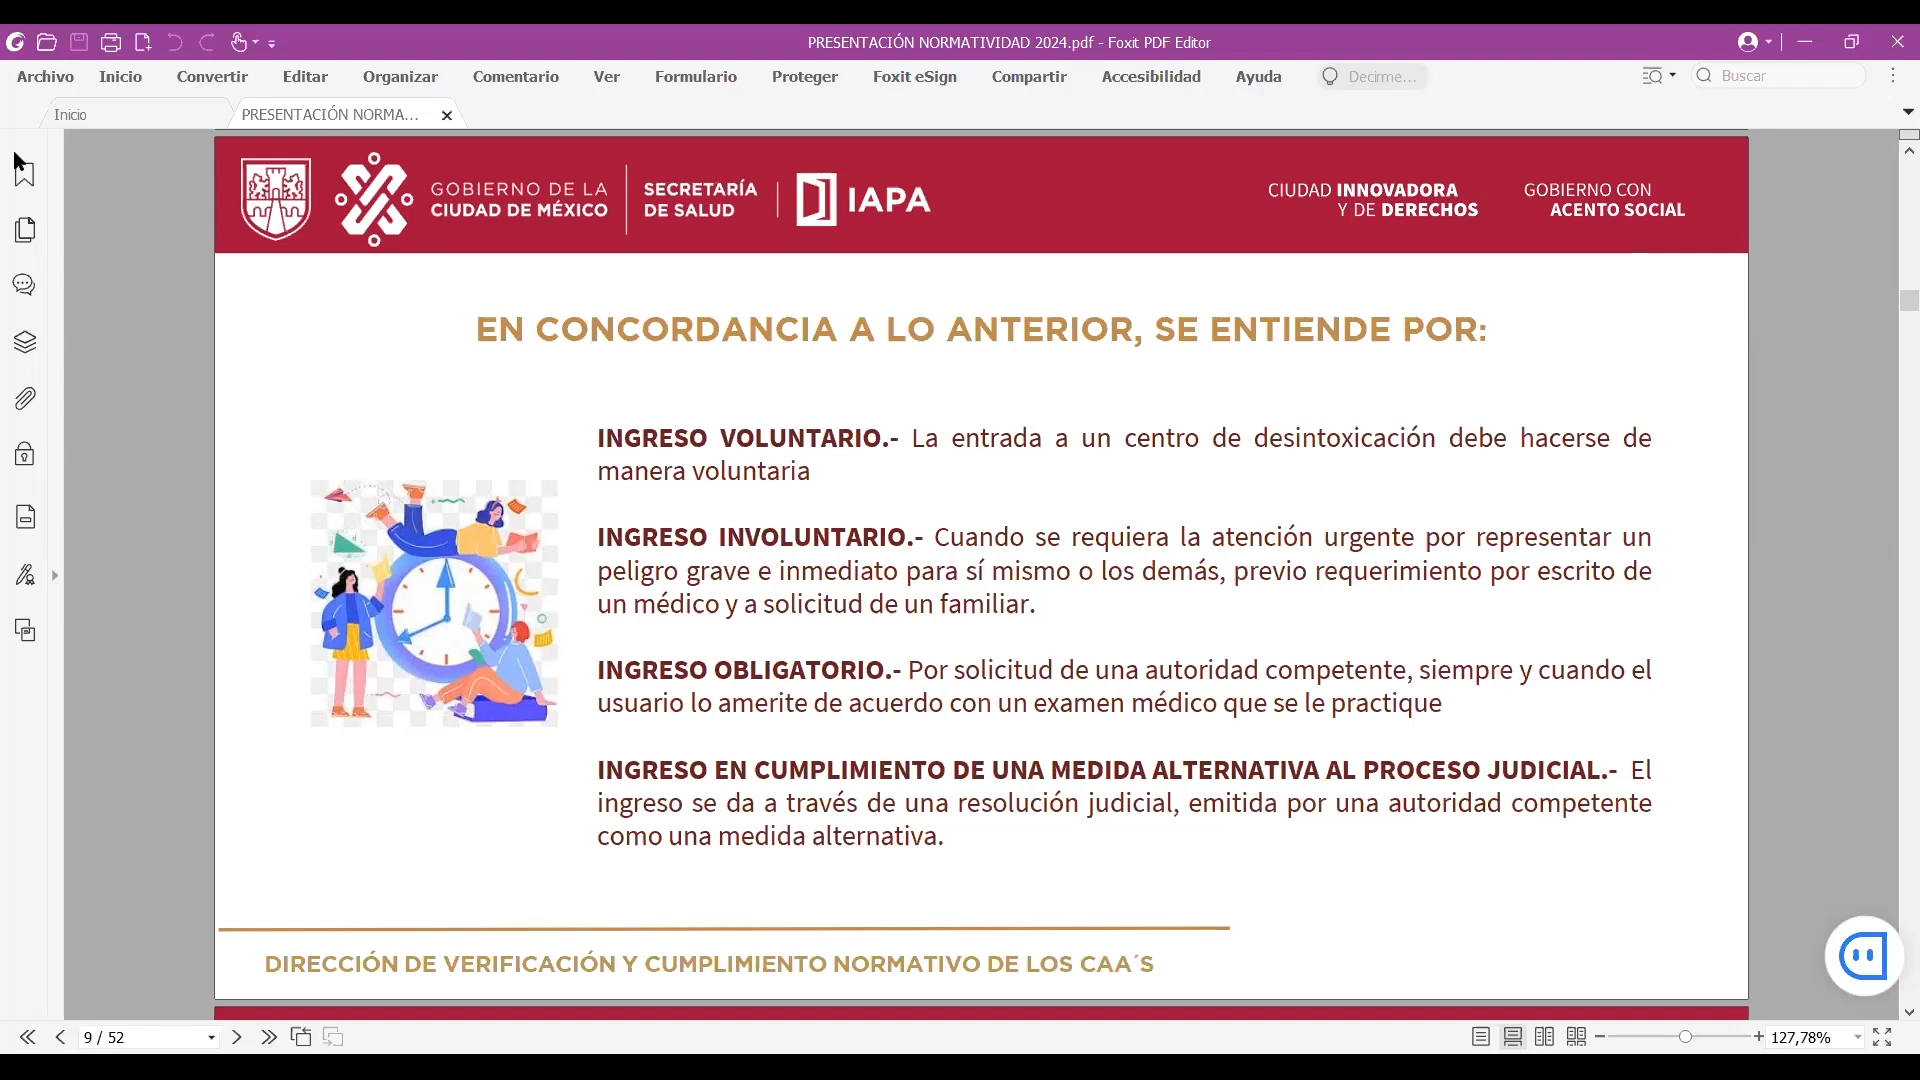 PRESENTACIÓN NORMATIVIDAD 2024.pdf - Foxit PDF Editor
Archivo Inicio Convertir Editar Organizar Comentario Ver Formulario Proteger Foxit eSign Compartir Accesibilidad Ayuda Decirme... Buscar
Inicio PRESENTACIÓN NORMA...
GOBIERNO DE LA
CIUDAD DE MÉXICO
SECRETARÍA
DE SALUD
IAPA
CIUDAD INNOVADORA
Y DE DERECHOS
GOBIERNO CON
ACENTO SOCIAL
EN CONCORDANCIA A LO ANTERIOR, SE ENTIENDE POR:
INGRESO VOLUNTARIO.- La entrada a un centro de desintoxicación debe hacerse de
manera voluntaria
INGRESO INVOLUNTARIO.- Cuando se requiera la atención urgente por representar un
peligro grave e inmediato para sí mismo o los demás, previo requerimiento por escrito de
un médico y a solicitud de un familiar.
INGRESO OBLIGATORIO.- Por solicitud de una autoridad competente, siempre y cuando el
usuario lo amerite de acuerdo con un examen médico que se le practique
INGRESO EN CUMPLIMIENTO DE UNA MEDIDA ALTERNATIVA AL PROCESO JUDICIAL.- El
ingreso se da a través de una resolución judicial, emitida por una autoridad competente
como una medida alternativa.
DIRECCIÓN DE VERIFICACIÓN Y CUMPLIMIENTO NORMATIVO DE LOS CAA´S
9 / 52
127,78%